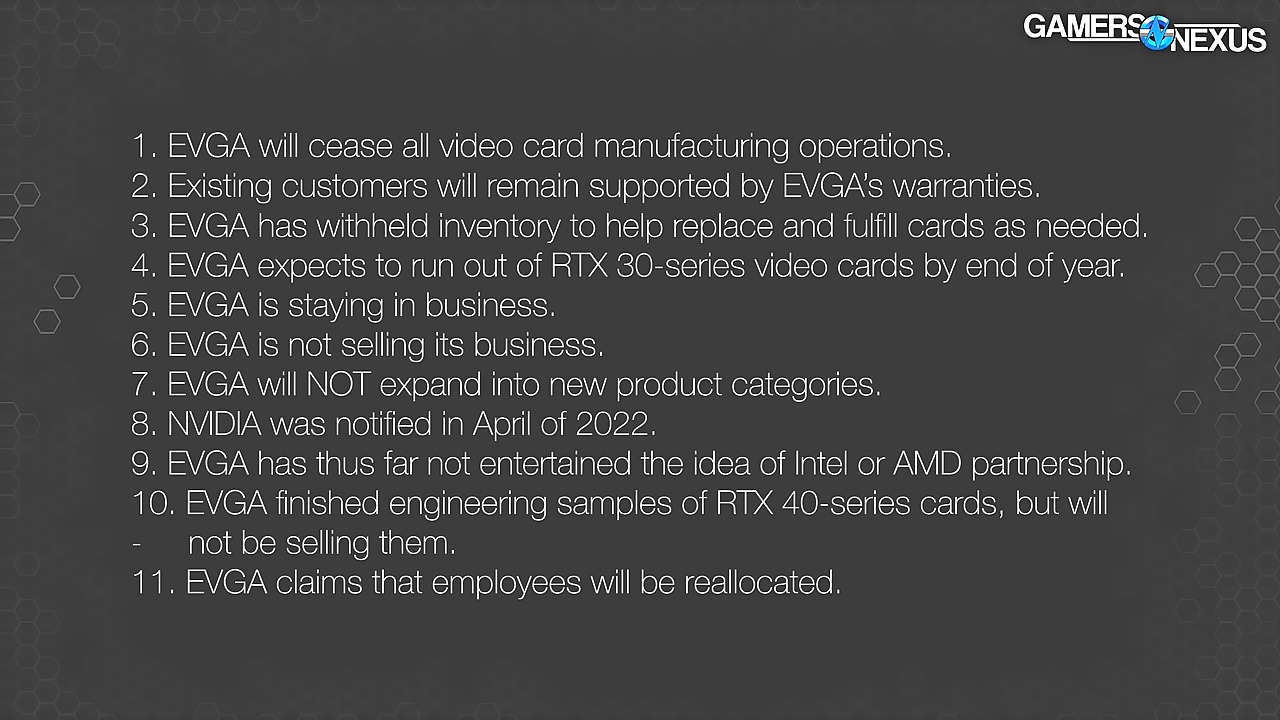 GAMERS NEXUS
1. EVGA will cease all video card manufacturing operations.
2. Existing customers will remain supported by EVGA's warranties.
3. EVGA has withheld inventory to help replace and fulfill cards as needed.
4. EVGA expects to run out of RTX 30-series video cards by end of year.
5. EVGA is staying in business.
6. EVGA is not selling its business.
7. EVGA will NOT expand into new product categories.
8. NVIDIA was notified in April of 2022.
9. EVGA has thus far not entertained the idea of Intel or AMD partnership.
10. EVGA finished engineering samples of RTX 40-series cards, but will
- not be selling them.
11. EVGA claims that employees will be reallocated.